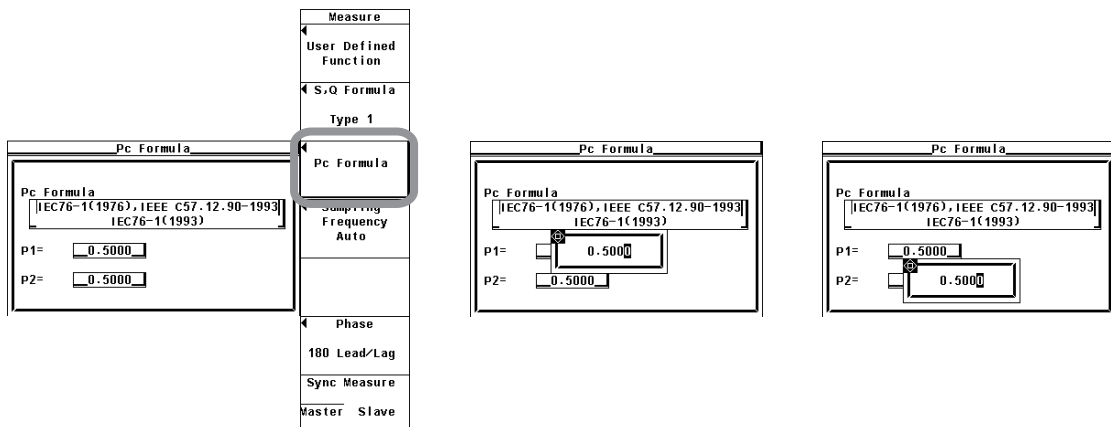 Measure
User Defined
Function
S,Q Formula
Type 1
Pc Formula
Sampling
Frequency
Auto
Phase
180 Lead/Lag
Sync Measure
Master Slave
Pc Formula
Pc Formula
IEC76-1(1976), IEEE C57.12.90-1993
IEC76-1(1993)
P1= 0.5000
P2= 0.5000
Pc Formula
Pc Formula
IEC76-1(1976), IEEE C57.12.90-1993
IEC76-1(1993)
P1= 0.5000
P2= 0.5000
Pc Formula
Pc Formula
IEC76-1(1976), IEEE C57.12.90-1993
IEC76-1(1993)
P1= 0.5000
P2= 0.5000